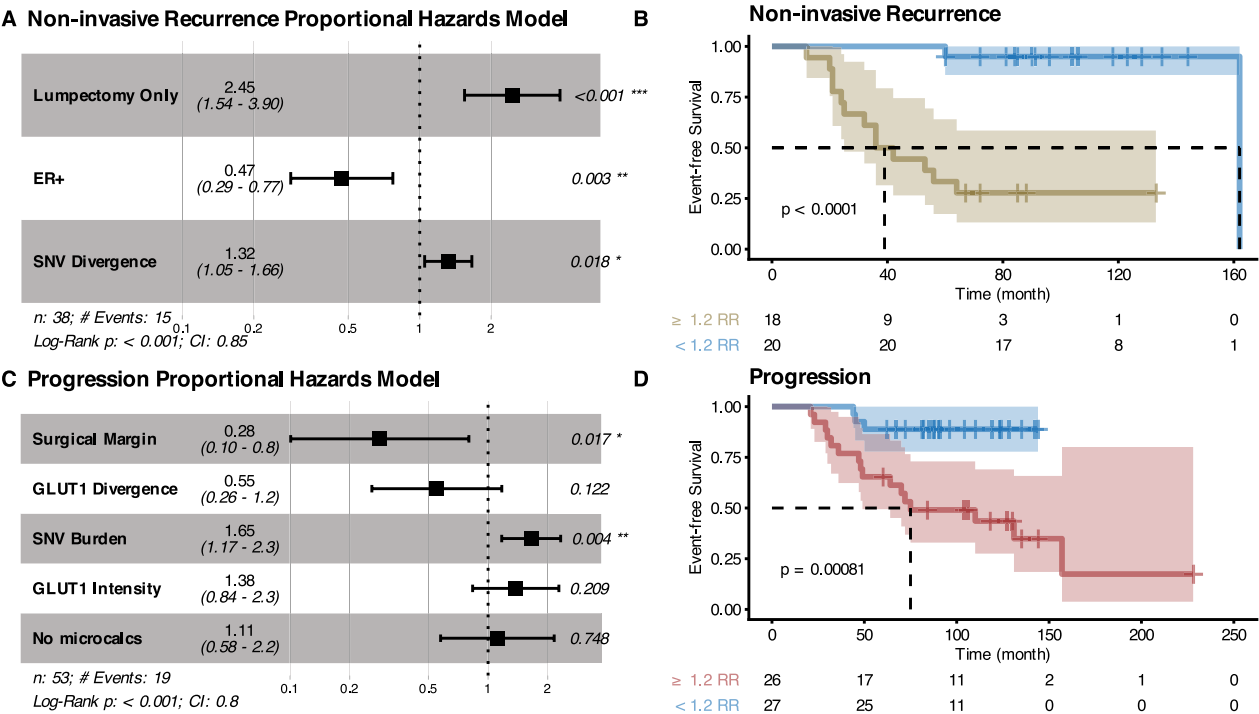 A Non-invasive Recurrence Proportional Hazards Model
Lumpectomy Only 2.45 <0.001 ***
(1.54 - 3.90)
ER+ 0.47 0.003 **
(0.29 - 0.77)
SNV Divergence 1.32 0.018 *
(1.05 - 1.66)
n: 38; # Events: 15
0.1 0.2 0.5 1 2
Log-Rank p: < 0.001; CI: 0.85
B Non-invasive Recurrence
Event-free Survival
1.00
0.75
0.50
0.25
0.00
p < 0.0001
0 40 80 120 160
Time (month)
≥ 1.2 RR 18 9 3 1 0
< 1.2 RR 20 20 17 8 1
C Progression Proportional Hazards Model
Surgical Margin 0.28 0.017 *
(0.10 - 0.8)
GLUT1 Divergence 0.55 0.122
(0.26 - 1.2)
SNV Burden 1.65 0.004 **
(1.17 - 2.3)
GLUT1 Intensity 1.38 0.209
(0.84 - 2.3)
No microcalcs 1.11 0.748
(0.58 - 2.2)
n: 53; # Events: 19
0.1 0.2 0.5 1 2
Log-Rank p: < 0.001; CI: 0.8
D Progression
Event-free Survival
1.00
0.75
0.50
0.25
0.00
p = 0.00081
0 50 100 150 200 250
Time (month)
≥ 1.2 RR 26 17 11 2 1 0
< 1.2 RR 27 25 11 0 0 0